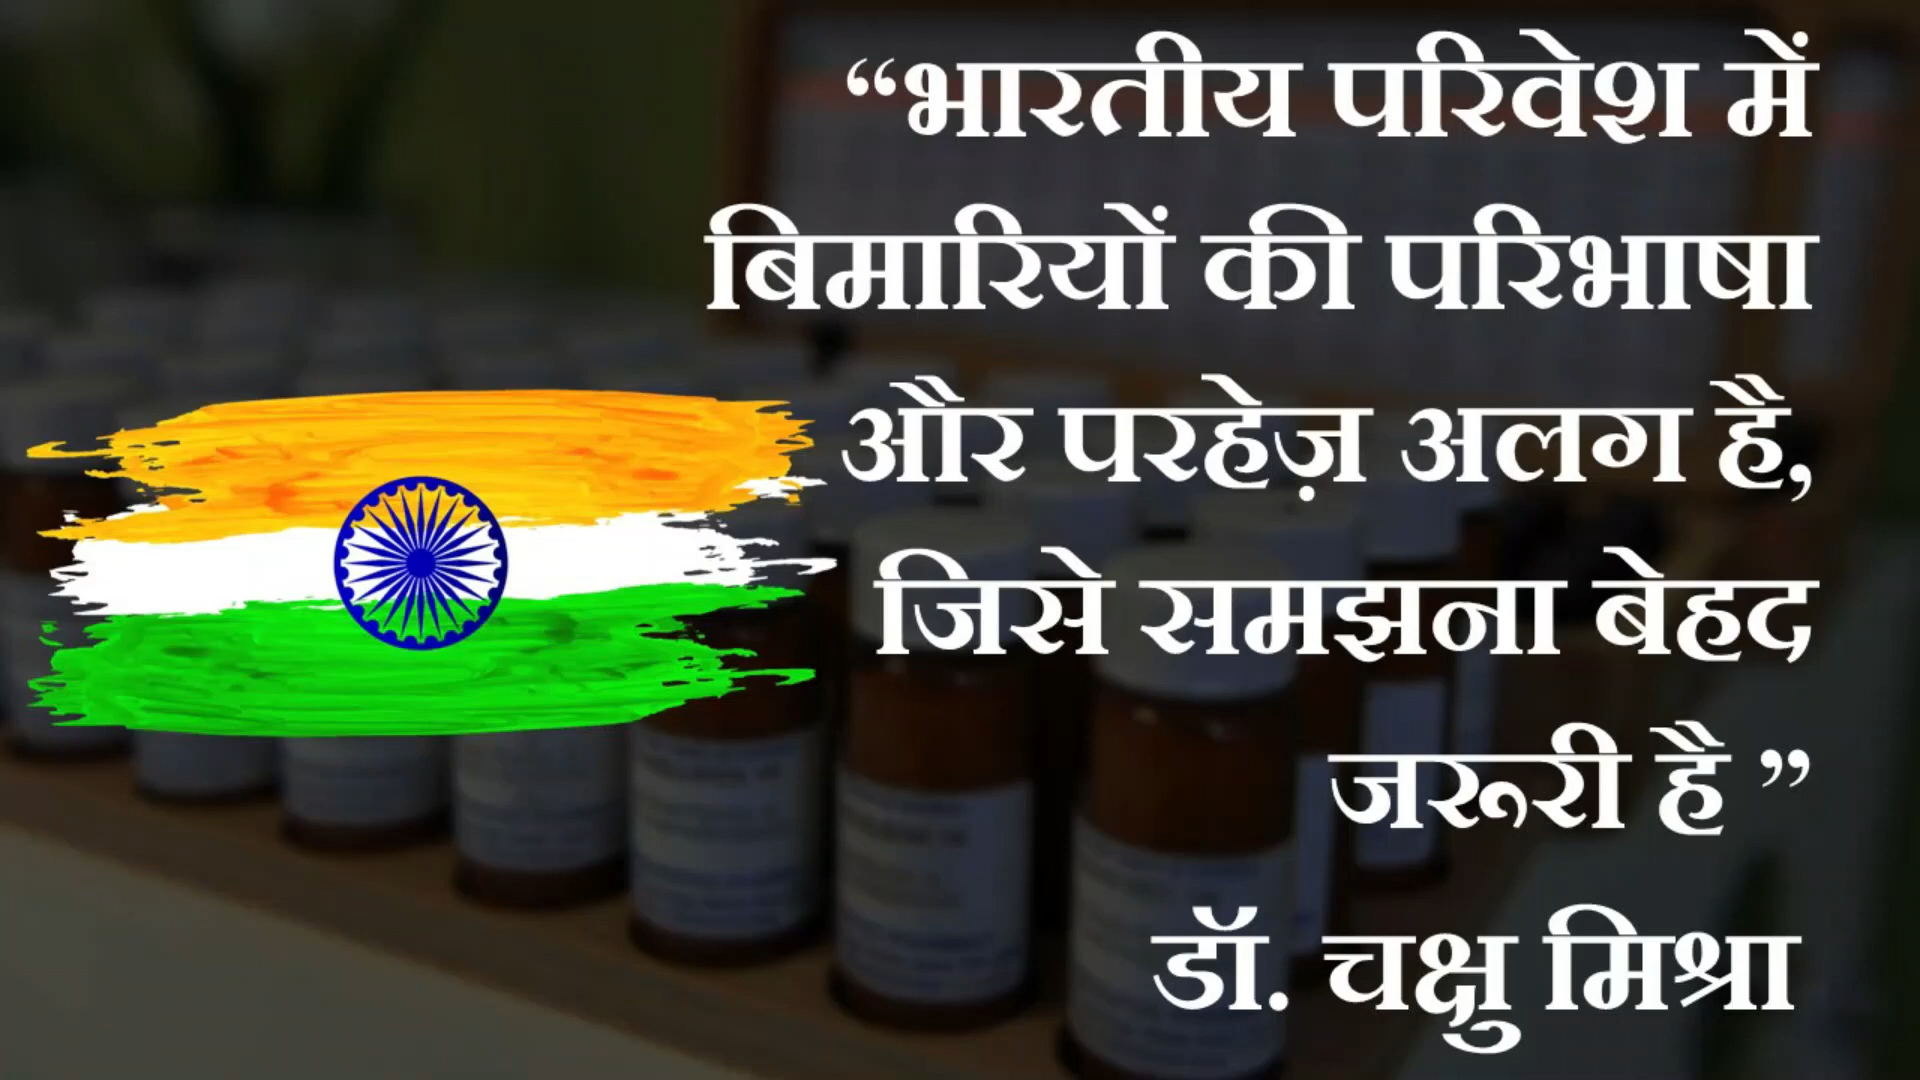 “भारतीय परिवेश में
बिमारियों की परिभाषा
और परहेज़ अलग है,
जिसे समझना बेहद
जरूरी है ”
डॉ. चक्षु मिश्रा